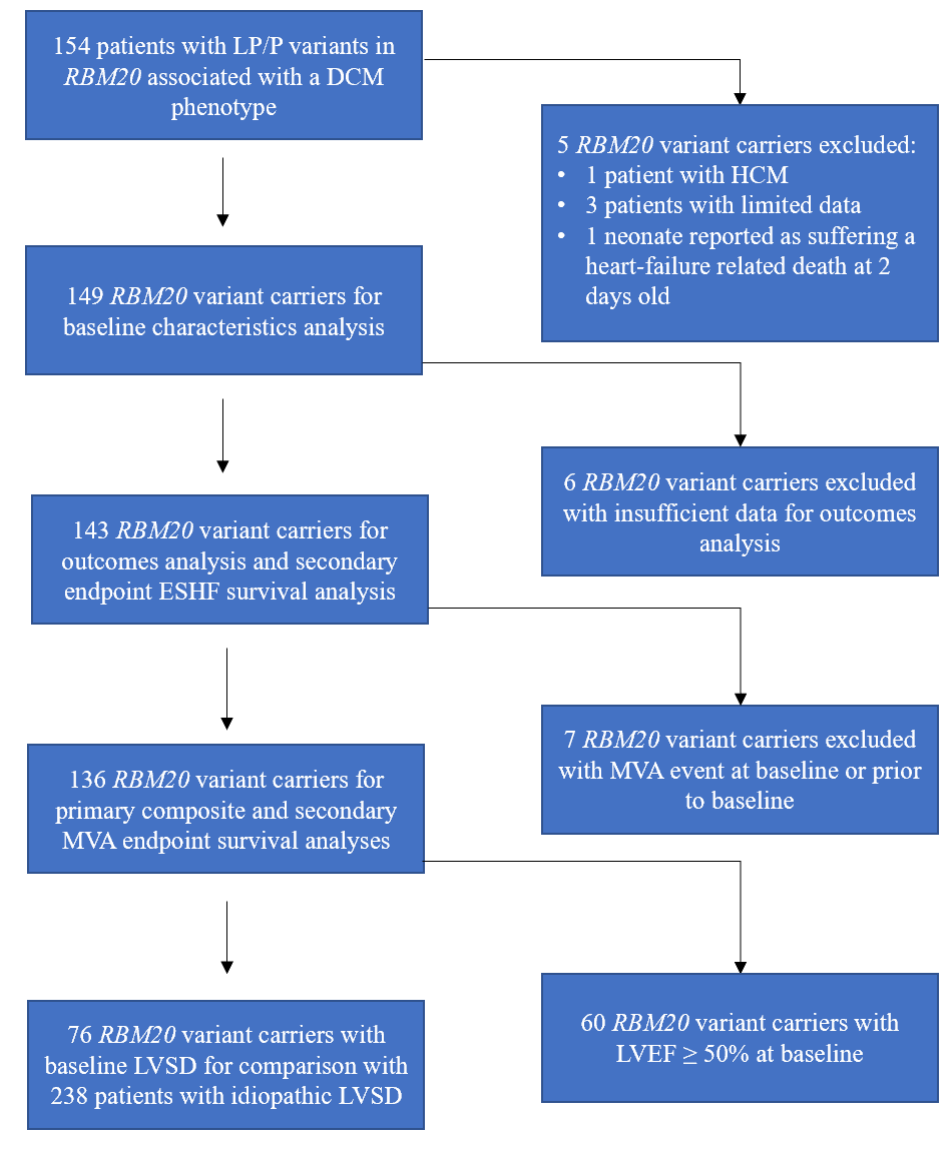 154 patients with LP/P variants in
RBM20 associated with a DCM
phenotype
5 RBM20 variant carriers excluded:
• 1 patient with HCM
• 3 patients with limited data
• 1 neonate reported as suffering a
heart-failure related death at 2
days old
149 RBM20 variant carriers for
baseline characteristics analysis
6 RBM20 variant carriers excluded
with insufficient data for outcomes
analysis
143 RBM20 variant carriers for
outcomes analysis and secondary
endpoint ESHF survival analysis
7 RBM20 variant carriers excluded
with MVA event at baseline or prior
to baseline
136 RBM20 variant carriers for
primary composite and secondary
MVA endpoint survival analyses
60 RBM20 variant carriers with
LVEF ≥ 50% at baseline
76 RBM20 variant carriers with
baseline LVSD for comparison with
238 patients with idiopathic LVSD